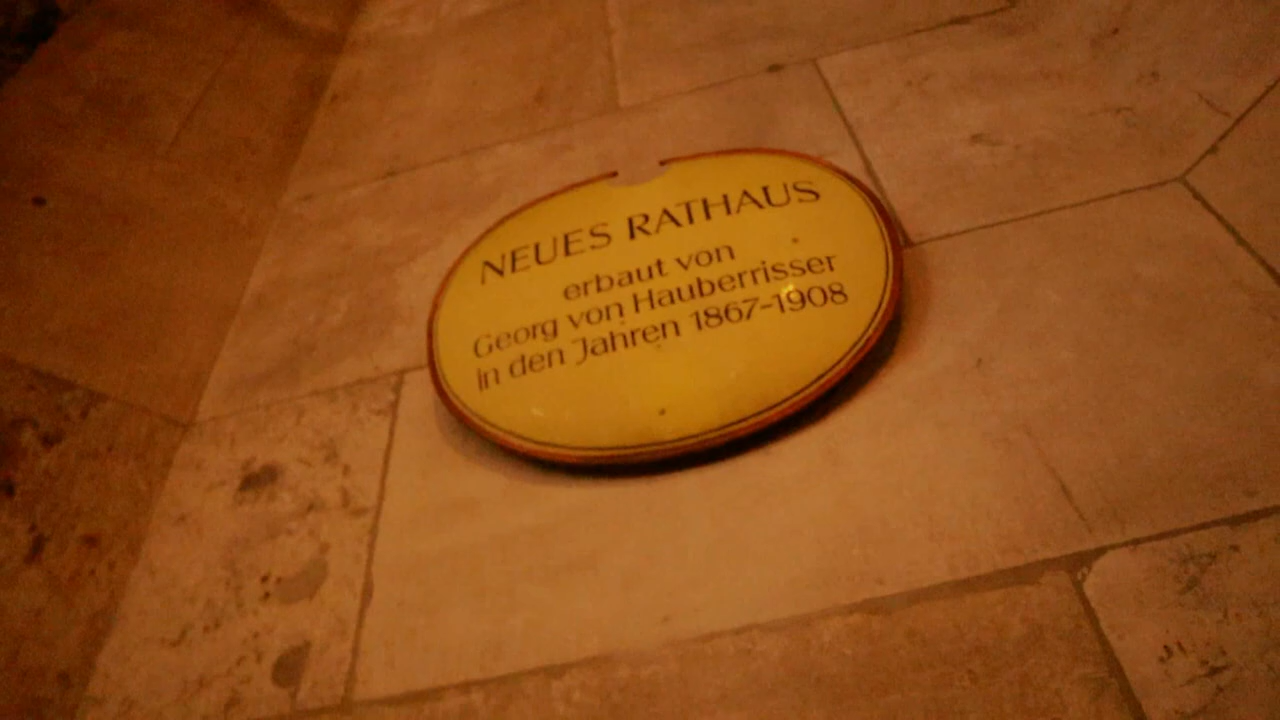 NEUES RATHAUS
erbaut von
Georg von Hauberrisser
In den Jahren 1867-1908